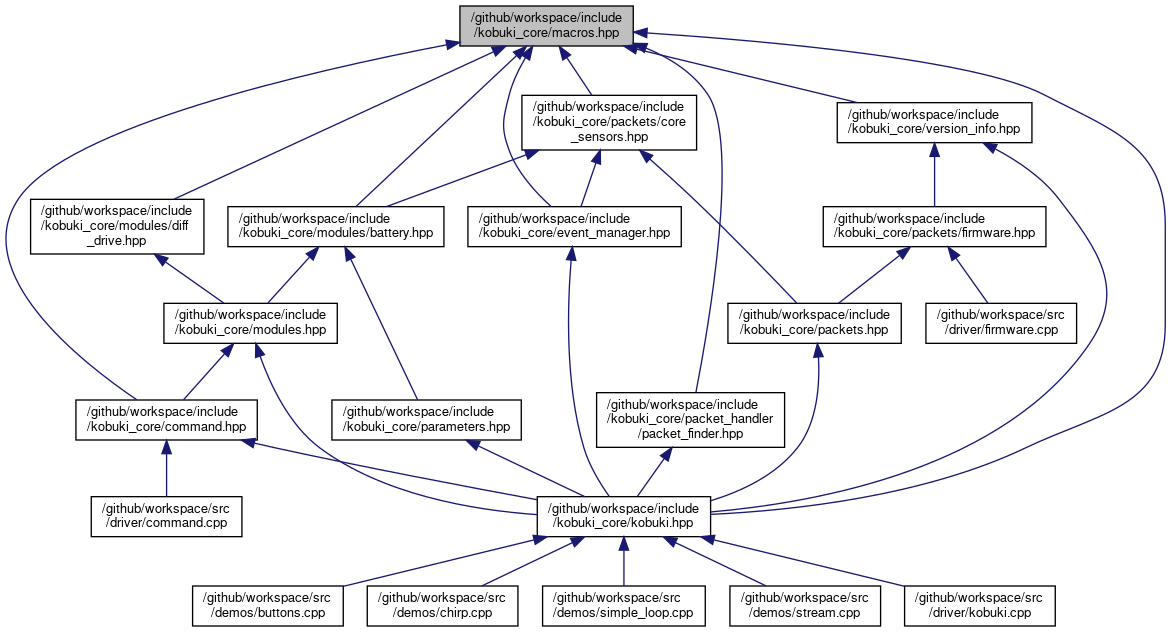 /github/workspace/include
/kobuki_core/macros.hpp
/github/workspace/include
/kobuki_core/packets/core
_sensors.hpp
/github/workspace/include
/kobuki_core/version_info.hpp
/github/workspace/include
/kobuki_core/modules/diff
_drive.hpp
/github/workspace/include
/kobuki_core/modules/battery.hpp
/github/workspace/include
/kobuki_core/event_manager.hpp
/github/workspace/include
/kobuki_core/packets/firmware.hpp
/github/workspace/include
/kobuki_core/modules.hpp
/github/workspace/include
/kobuki_core/packets.hpp
/github/workspace/src
/driver/firmware.cpp
/github/workspace/include
/kobuki_core/command.hpp
/github/workspace/include
/kobuki_core/parameters.hpp
/github/workspace/include
/kobuki_core/packet_handler
/packet_finder.hpp
/github/workspace/src
/driver/command.cpp
/github/workspace/include
/kobuki_core/kobuki.hpp
/github/workspace/src
/demos/buttons.cpp
/github/workspace/src
/demos/chirp.cpp
/github/workspace/src
/demos/simple_loop.cpp
/github/workspace/src
/demos/stream.cpp
/github/workspace/src
/driver/kobuki.cpp